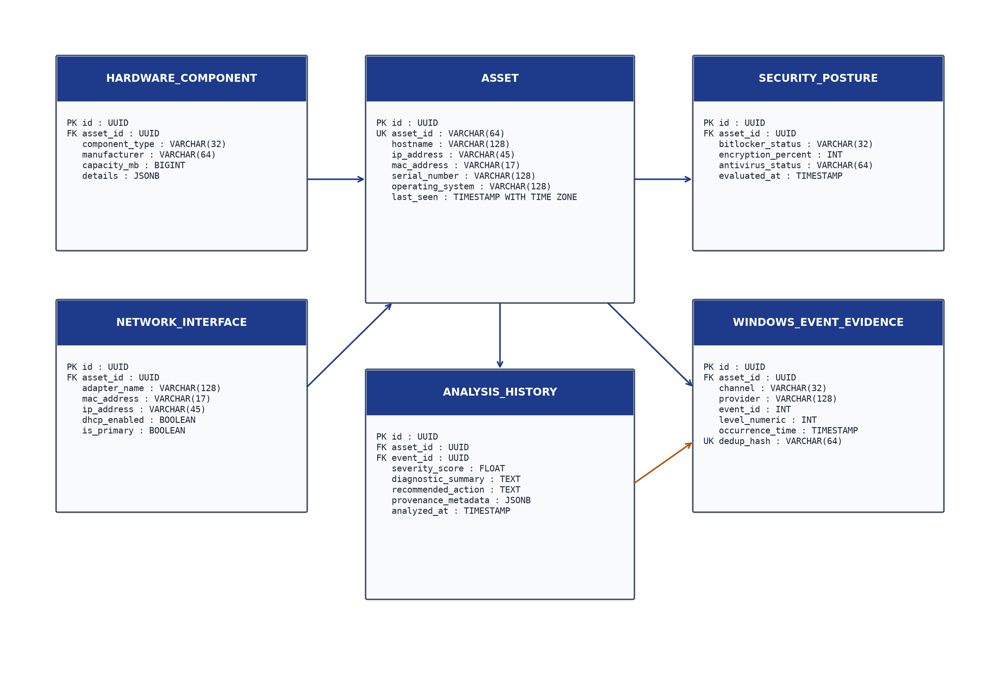 HARDWARE_COMPONENT
PK id : UUID
FK asset_id : UUID
component_type : VARCHAR(32)
manufacturer : VARCHAR(64)
capacity_mb : BIGINT
details : JSONB
ASSET
PK id : UUID
UK asset_id : VARCHAR(64)
hostname : VARCHAR(128)
ip_address : VARCHAR(45)
mac_address : VARCHAR(17)
serial_number : VARCHAR(128)
operating_system : VARCHAR(128)
last_seen : TIMESTAMP WITH TIME ZONE
SECURITY_POSTURE
PK id : UUID
FK asset_id : UUID
bitlocker_status : VARCHAR(32)
encryption_percent : INT
antivirus_status : VARCHAR(64)
evaluated_at : TIMESTAMP
NETWORK_INTERFACE
PK id : UUID
FK asset_id : UUID
adapter_name : VARCHAR(128)
mac_address : VARCHAR(17)
ip_address : VARCHAR(45)
dhcp_enabled : BOOLEAN
is_primary : BOOLEAN
ANALYSIS_HISTORY
PK id : UUID
FK asset_id : UUID
FK event_id : UUID
severity_score : FLOAT
diagnostic_summary : TEXT
recommended_action : TEXT
provenance_metadata : JSONB
analyzed_at : TIMESTAMP
WINDOWS_EVENT_EVIDENCE
PK id : UUID
FK asset_id : UUID
channel : VARCHAR(32)
provider : VARCHAR(128)
event_id : INT
level_numeric : INT
occurrence_time : TIMESTAMP
UK dedup_hash : VARCHAR(64)